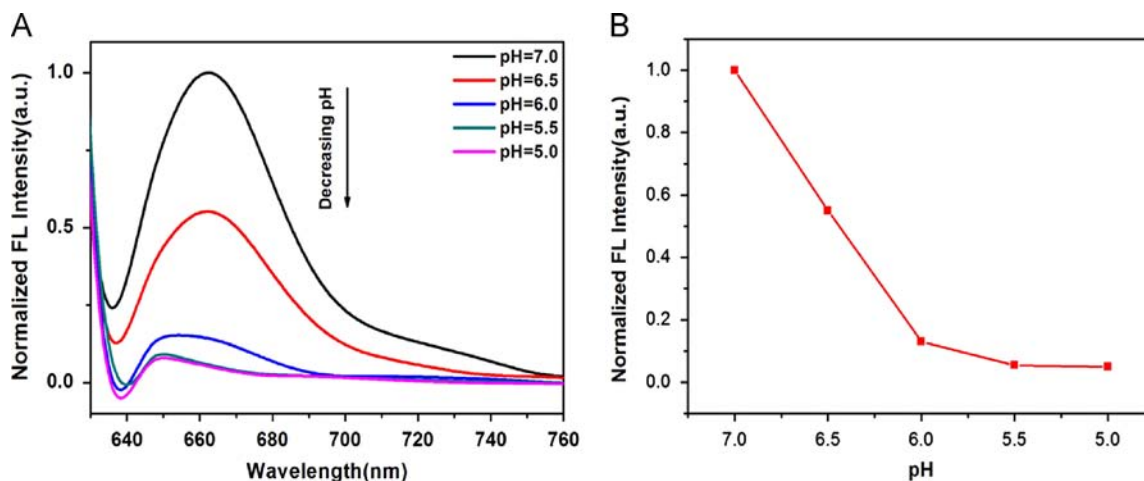 A
Normalized FL Intensity(a.u.)
1.0
0.5
0.0
pH=7.0
pH=6.5
pH=6.0
pH=5.5
pH=5.0
Decreasing pH
640 660 680 700 720 740 760
Wavelength(nm)
B
Normalized FL Intensity(a.u.)
1.0
0.8
0.6
0.4
0.2
0.0
7.0 6.5 6.0 5.5 5.0
pH